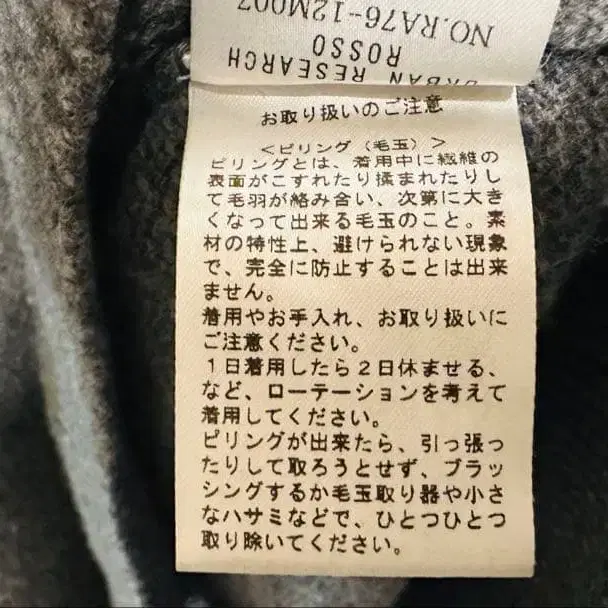 NO.RA76-12M007
ROSSO
URBAN RESEARCH
お取り扱いのご注意
＜ピリング（毛玉）＞
ピリングとは、着用中に繊維の
表面がこすれたり揉まれたりし
て毛羽が絡み合い、次第に大き
くなって出来る毛玉のこと。素
材の特性上、避けられない現象
で、完全に防止することは出来
ません。
着用やお手入れ、お取り扱いに
ご注意ください。
１日着用したら２日休ませる、
など、ローテーションを考えて
着用してください。
ピリングが出来たら、引っ張っ
たりして取ろうとせず、ブラッ
シングするか毛玉取り器や小さ
なハサミなどで、ひとつひとつ
取り除いてください。